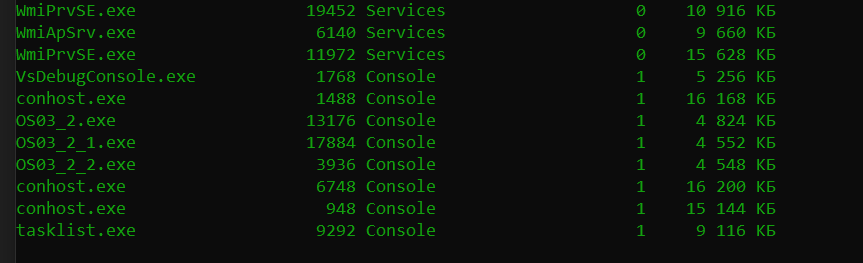 WmiPrvSE.exe 19452 Services 0 10 916 КБ
WmiApSrv.exe 6140 Services 0 9 660 КБ
WmiPrvSE.exe 11972 Services 0 15 628 КБ
VsDebugConsole.exe 1768 Console 1 5 256 КБ
conhost.exe 1488 Console 1 16 168 КБ
OS03_2.exe 13176 Console 1 4 824 КБ
OS03_2_1.exe 17884 Console 1 4 552 КБ
OS03_2_2.exe 3936 Console 1 4 548 КБ
conhost.exe 6748 Console 1 16 200 КБ
conhost.exe 948 Console 1 15 144 КБ
tasklist.exe 9292 Console 1 9 116 КБ